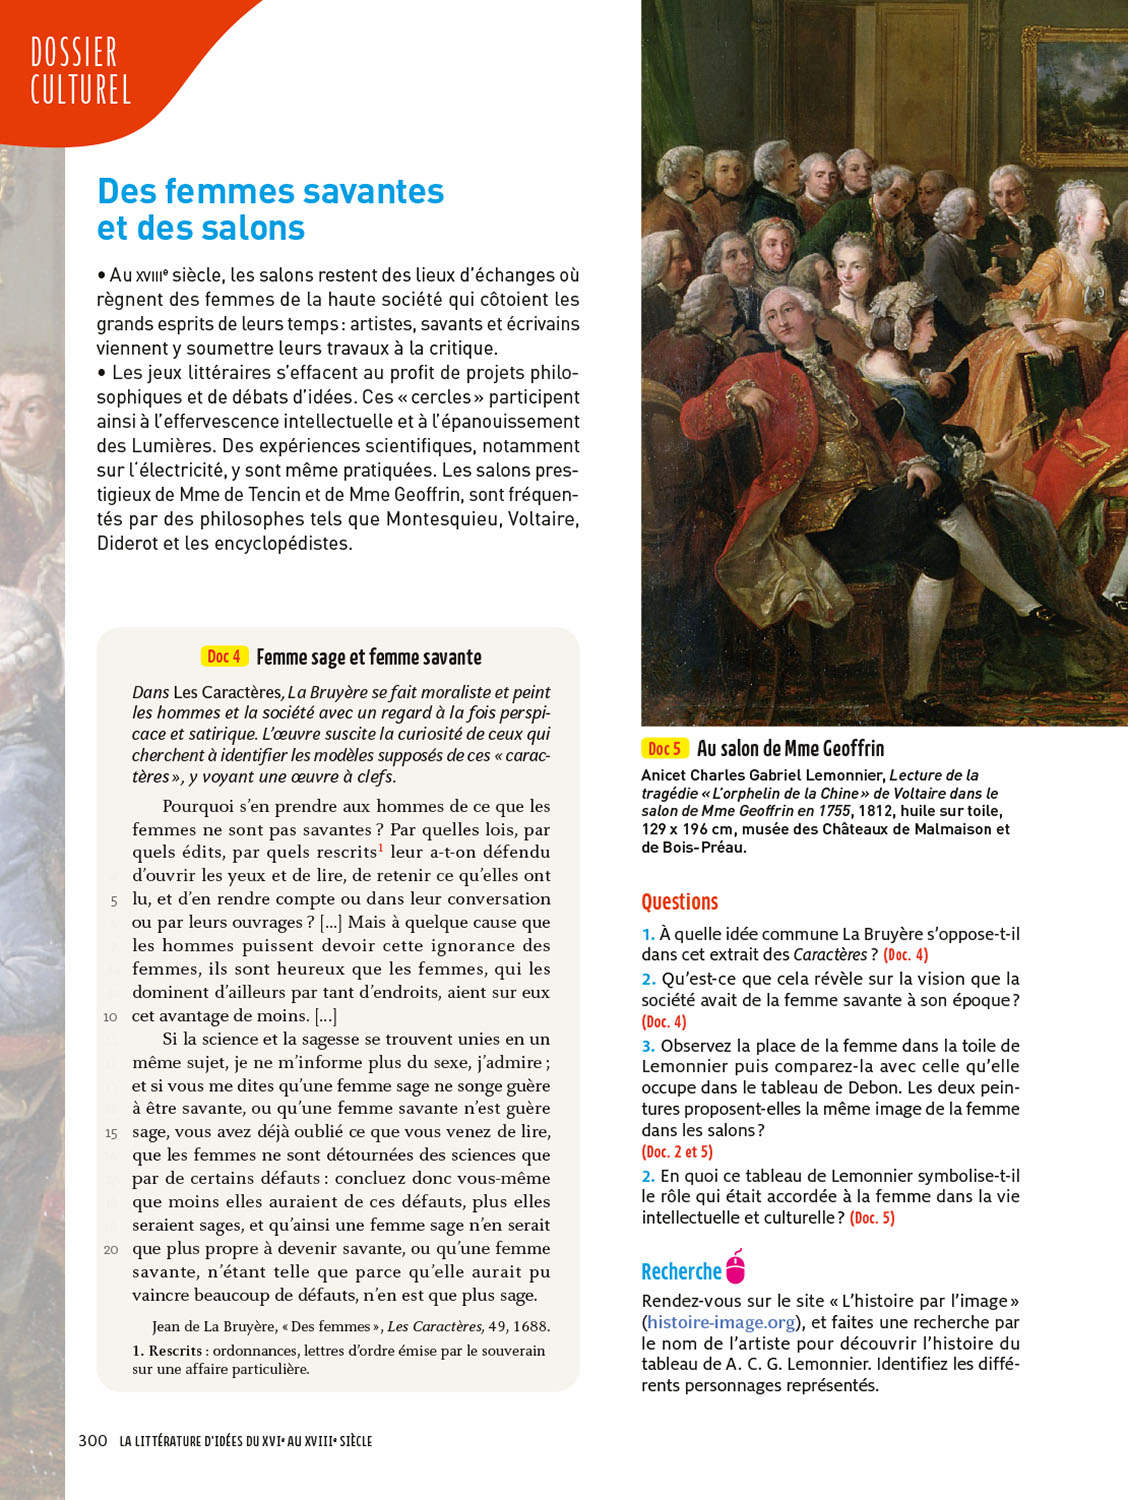 DOSSIER
CULTUREL
Des femmes savantes
et des salons
• Au XVIIIe siècle, les salons restent des lieux d'échanges où
règnent des femmes de la haute société qui côtoient les
grands esprits de leurs temps : artistes, savants et écrivains
viennent y soumettre leurs travaux à la critique.
• Les jeux littéraires s'effacent au profit de projets philo-
sophiques et de débats d'idées. Ces « cercles » participent
ainsi à l'effervescence intellectuelle et à l'épanouissement
des Lumières. Des expériences scientifiques, notamment
sur l'électricité, y sont même pratiquées. Les salons pres-
tigieux de Mme de Tencin et de Mme Geoffrin, sont fréquen-
tés par des philosophes tels que Montesquieu, Voltaire,
Diderot et les encyclopédistes.
Doc 4 Femme sage et femme savante
Dans Les Caractères, La Bruyère se fait moraliste et peint
les hommes et la société avec un regard à la fois perspi-
cace et satirique. L'œuvre suscite la curiosité de ceux qui
cherchent à identifier les modèles supposés de ces « carac-
tères », y voyant une œuvre à clefs.
Pourquoi s'en prendre aux hommes de ce que les
femmes ne sont pas savantes ? Par quelles lois, par
quels édits, par quels rescrits1 leur a-t-on défendu
d'ouvrir les yeux et de lire, de retenir ce qu'elles ont
5 lu, et d'en rendre compte ou dans leur conversation
ou par leurs ouvrages ? [...] Mais à quelque cause que
les hommes puissent devoir cette ignorance des
femmes, ils sont heureux que les femmes, qui les
dominent d'ailleurs par tant d'endroits, aient sur eux
10 cet avantage de moins. [...]
Si la science et la sagesse se trouvent unies en un
même sujet, je ne m'informe plus du sexe, j'admire ;
et si vous me dites qu'une femme sage ne songe guère
à être savante, ou qu'une femme savante n'est guère
15 sage, vous avez déjà oublié ce que vous venez de lire,
que les femmes ne sont détournées des sciences que
par de certains défauts : concluez donc vous-même
que moins elles auraient de ces défauts, plus elles
seraient sages, et qu'ainsi une femme sage n'en serait
20 que plus propre à devenir savante, ou qu'une femme
savante, n'étant telle que parce qu'elle aurait pu
vaincre beaucoup de défauts, n'en est que plus sage.
Jean de La Bruyère, « Des femmes », Les Caractères, 49, 1688.
1. Rescrits : ordonnances, lettres d'ordre émise par le souverain
sur une affaire particulière.
Doc 5 Au salon de Mme Geoffrin
Anicet Charles Gabriel Lemonnier, Lecture de la
tragédie « L'orphelin de la Chine » de Voltaire dans le
salon de Mme Geoffrin en 1755, 1812, huile sur toile,
129 x 196 cm, musée des Châteaux de Malmaison et
de Bois-Préau.
Questions
1. À quelle idée commune La Bruyère s'oppose-t-il
dans cet extrait des Caractères ? (Doc. 4)
2. Qu'est-ce que cela révèle sur la vision que la
société avait de la femme savante à son époque ?
(Doc. 4)
3. Observez la place de la femme dans la toile de
Lemonnier puis comparez-la avec celle qu'elle
occupe dans le tableau de Debon. Les deux pein-
tures proposent-elles la même image de la femme
dans les salons ?
(Doc. 2 et 5)
2. En quoi ce tableau de Lemonnier symbolise-t-il
le rôle qui était accordée à la femme dans la vie
intellectuelle et culturelle ? (Doc. 5)
Recherche
Rendez-vous sur le site « L'histoire par l'image »
(histoire-image.org), et faites une recherche par
le nom de l'artiste pour découvrir l'histoire du
tableau de A. C. G. Lemonnier. Identifiez les diffé-
rents personnages représentés.
300 LA LITTÉRATURE D'IDÉES DU XVIe AU XVIIIe SIÈCLE